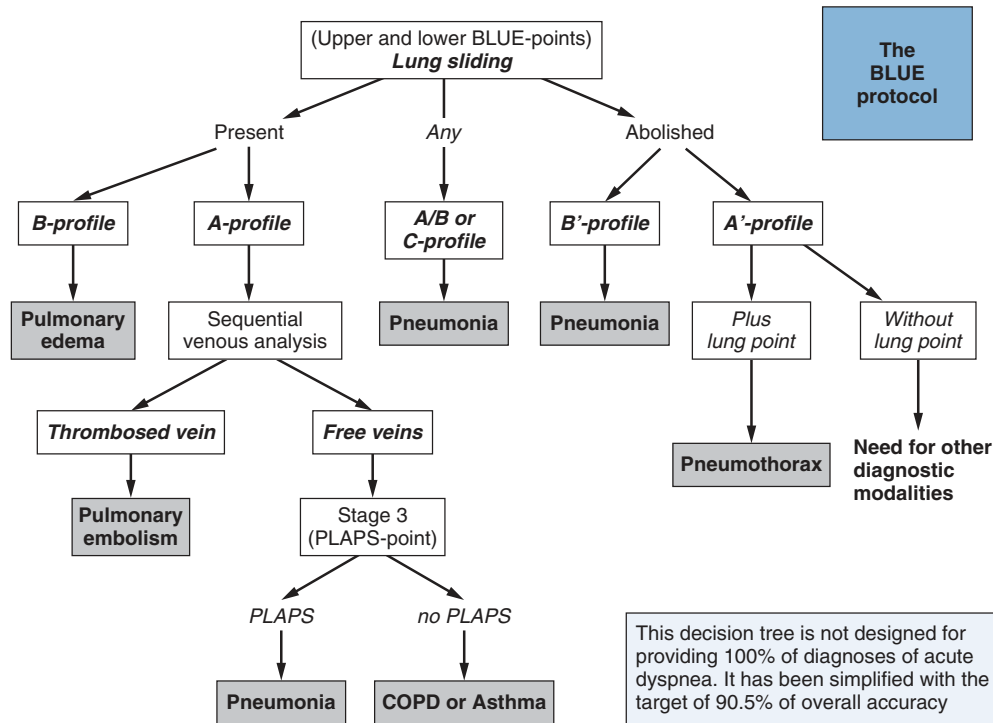 (Upper and lower BLUE-points)
Lung sliding
The
BLUE
protocol
Present
Any
Abolished
B-profile
A-profile
A/B or
C-profile
B’-profile
A’-profile
Pulmonary
edema
Sequential
venous analysis
Pneumonia
Pneumonia
Plus
lung point
Without
lung point
Thrombosed vein
Free veins
Pneumothorax
Need for other
diagnostic
modalities
Pulmonary
embolism
Stage 3
(PLAPS-point)
PLAPS
no PLAPS
Pneumonia
COPD or Asthma
This decision tree is not designed for
providing 100% of diagnoses of acute
dyspnea. It has been simplified with the
target of 90.5% of overall accuracy